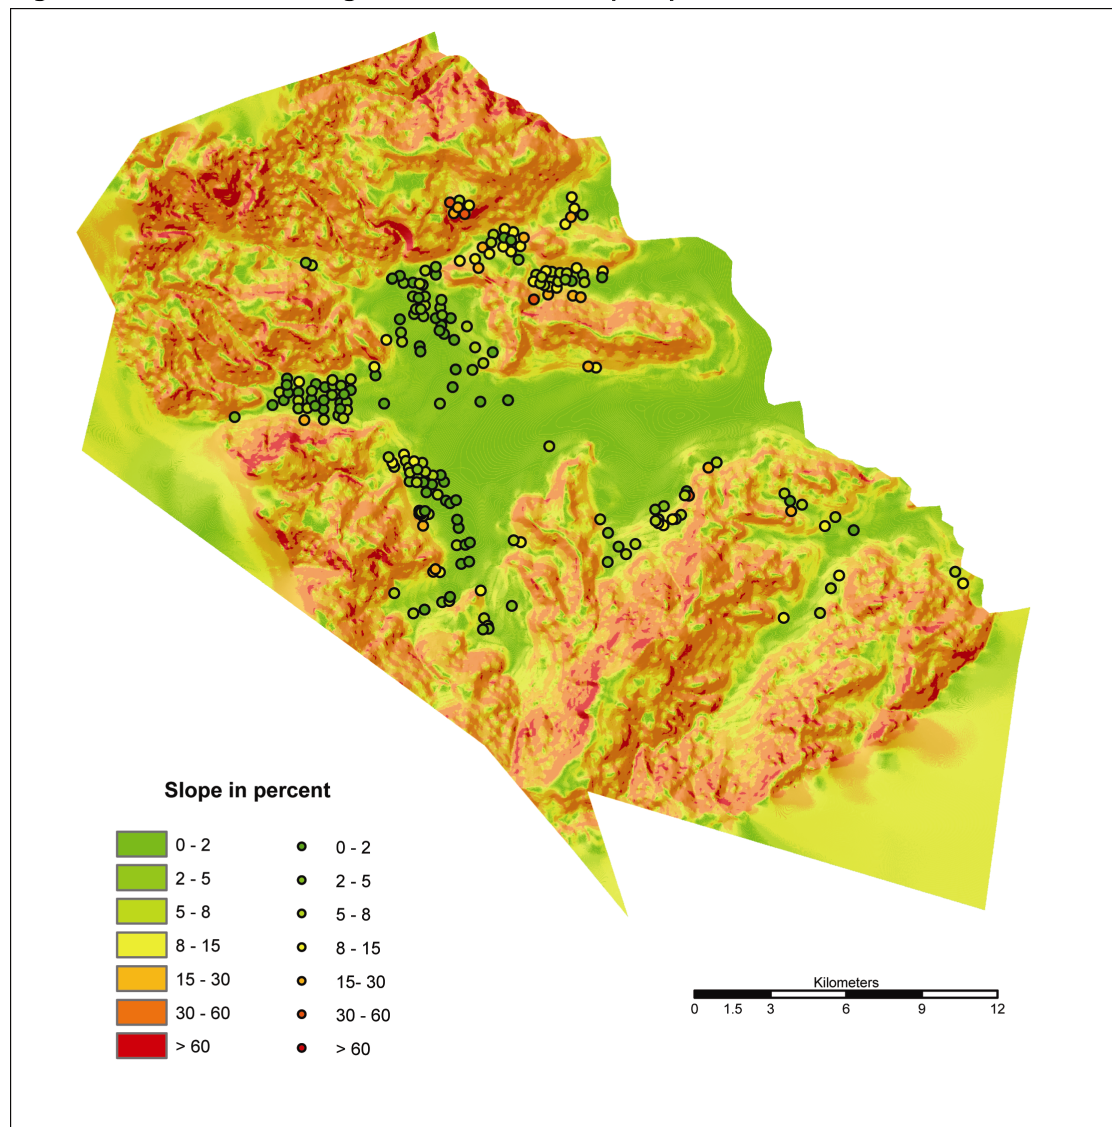 Slope in percent
0 - 2 0 - 2
2 - 5 2 - 5
5 - 8 5 - 8
8 - 15 8 - 15
15 - 30 15- 30
30 - 60 30 - 60
> 60 > 60
Kilometers
0 1.5 3 6 9 12